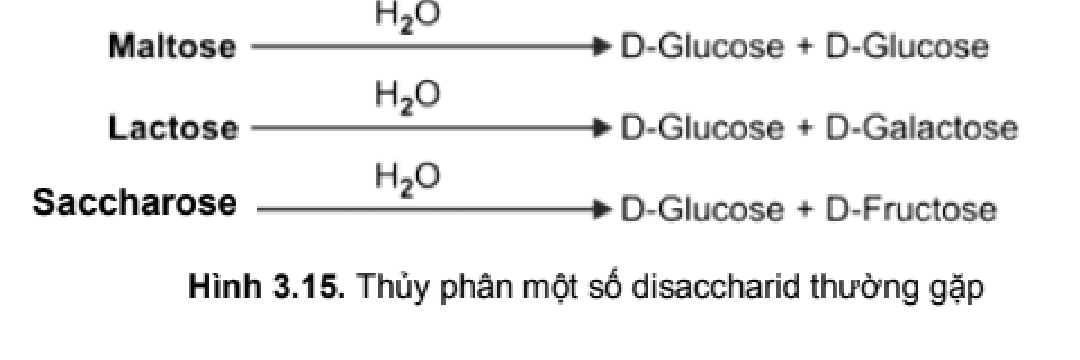 H₂O
Maltose → D-Glucose + D-Glucose
H₂O
Lactose → D-Glucose + D-Galactose
H₂O
Saccharose → D-Glucose + D-Fructose
Hình 3.15. Thủy phân một số disaccharid thường gặp